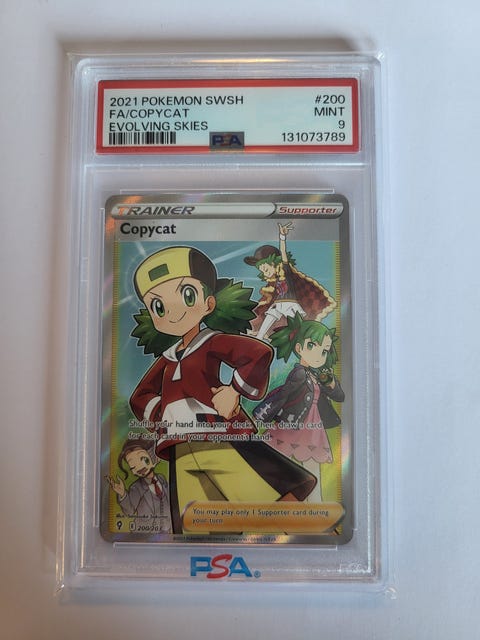 2021 POKEMON SWSH #200
FA/COPYCAT MINT
EVOLVING SKIES 9
PSA 131073789
TRAINER Supporter
Copycat
Shuffle your hand into your deck. Then, draw a card
for each card in your opponent's hand.
You may play only 1 Supporter card during
your turn.
200/203
PSA